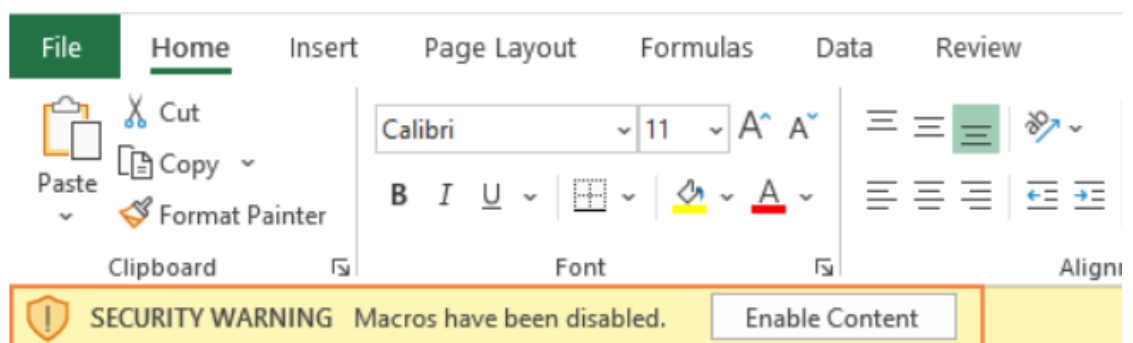 File Home Insert Page Layout Formulas Data Review
Cut
Calibri 11 A A
Copy
Paste
B I U A
Format Painter
Clipboard Font Alignm
SECURITY WARNING Macros have been disabled. Enable Content